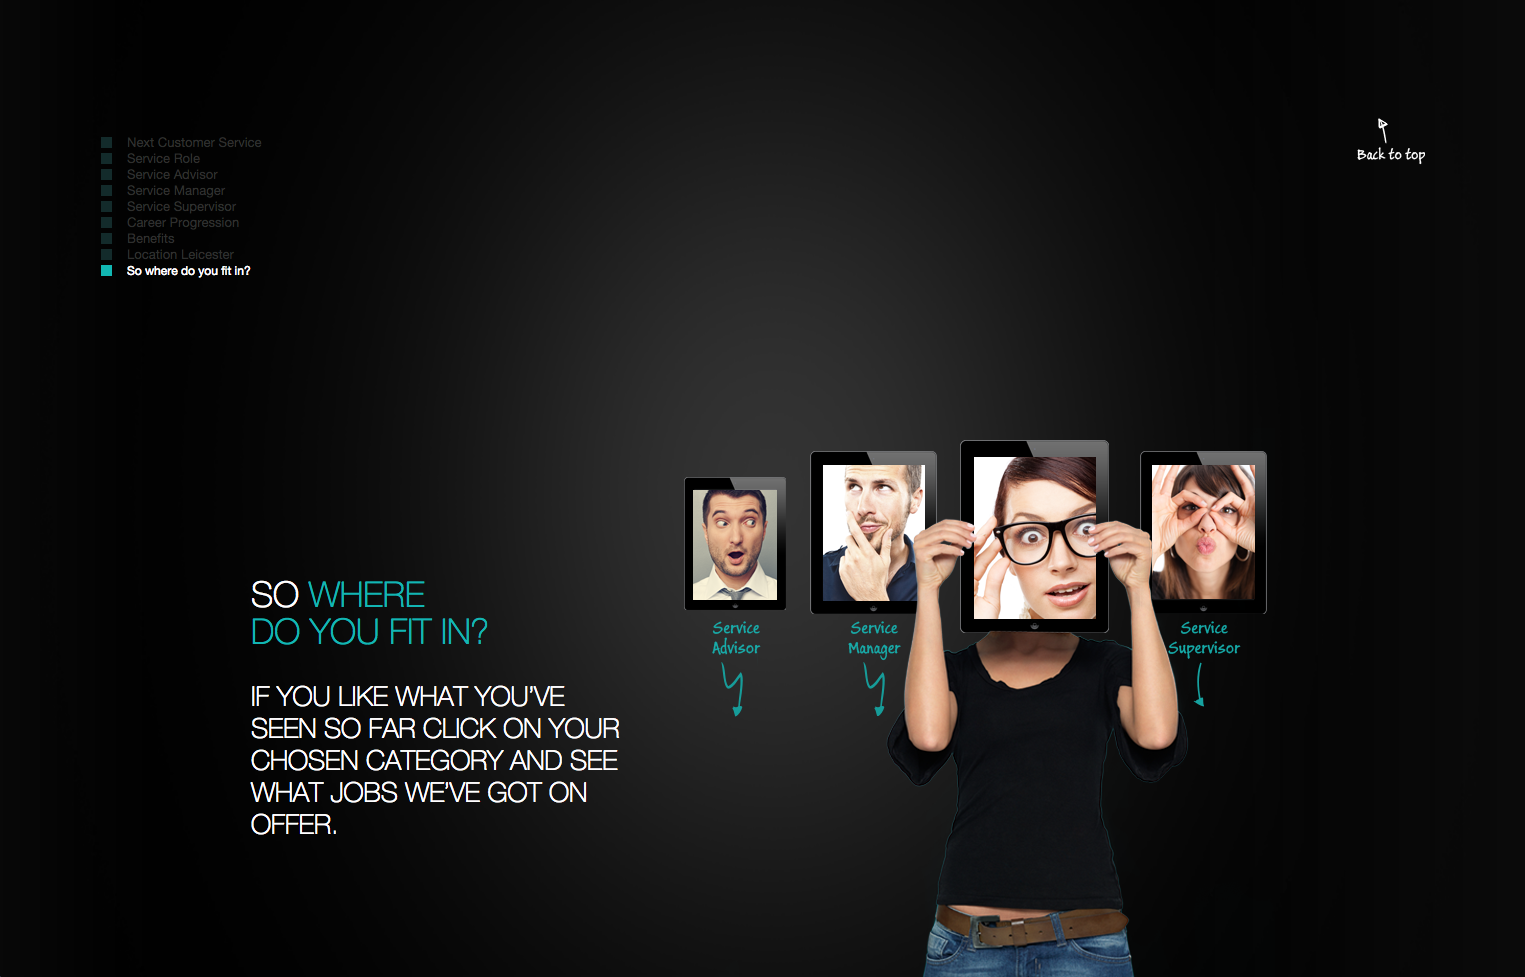 Next Customer Service
Service Role
Service Advisor
Service Manager
Service Supervisor
Career Progression
Benefits
Location Leicester
So where do you fit in?
Back to top
SO WHERE
DO YOU FIT IN?
IF YOU LIKE WHAT YOU'VE
SEEN SO FAR CLICK ON YOUR
CHOSEN CATEGORY AND SEE
WHAT JOBS WE'VE GOT ON
OFFER.
Service
Advisor
Service
Manager
Service
Supervisor